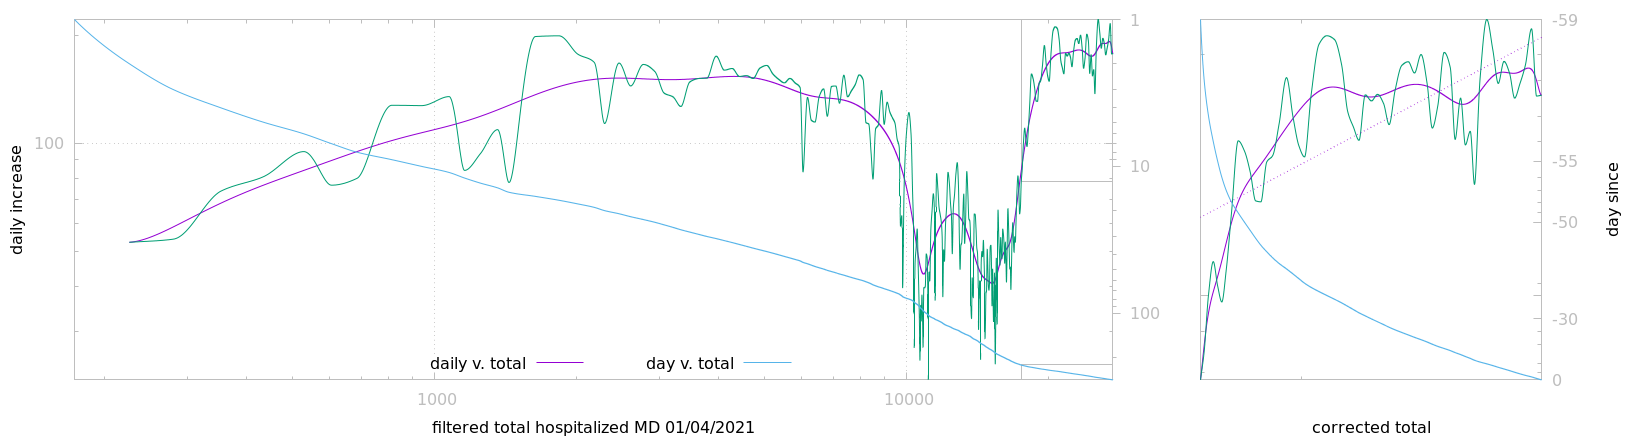 daily increase
100
daily v. total
day v. total
1000
10000
filtered total hospitalized MD 01/04/2021
1
10
100
-59
-55
-50
-30
0
day since
corrected total